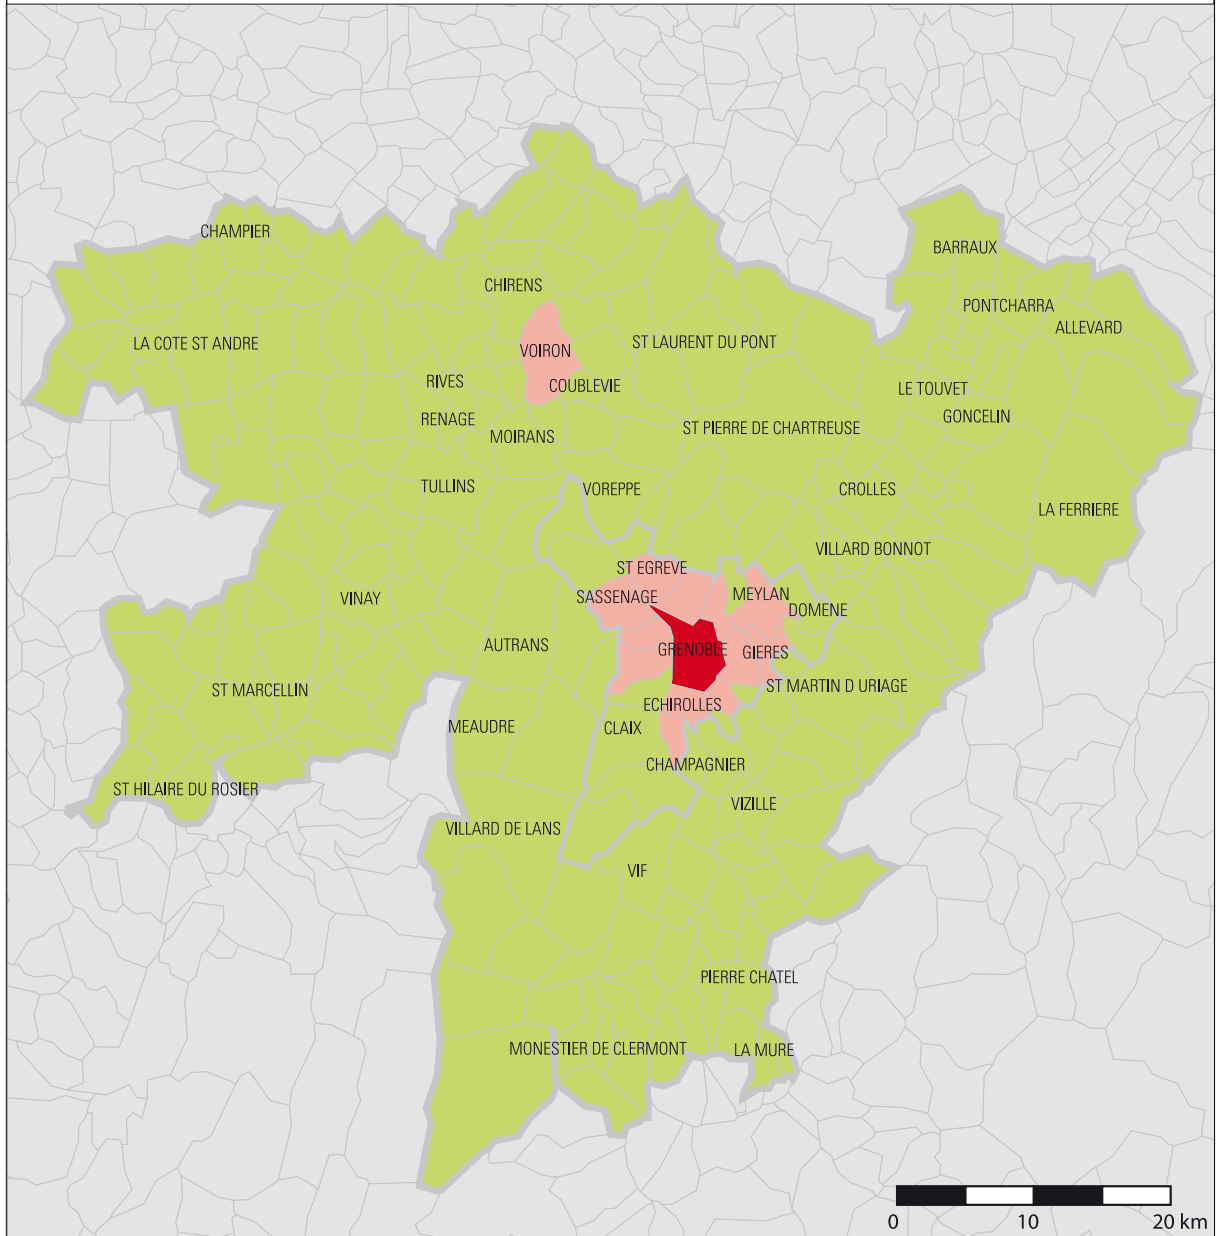 CHAMPIER
BARRAUX
CHIRENS
PONTCHARRA
ALLEVARD
LA COTE ST ANDRE
VOIRON
ST LAURENT DU PONT
RIVES
COUBLEVIE
LE TOUVET
RENAGE
GONCELIN
MOIRANS
ST PIERRE DE CHARTREUSE
TULLINS
VOREPPE
CROLLES
LA FERRIERE
VILLARD BONNOT
ST EGREVE
VINAY
SASSENAGE
MEYLAN
DOMENE
AUTRANS
GRENOBLE
GIERES
ST MARCELLIN
ST MARTIN D URIAGE
ECHIROLLES
MEAUDRE
CLAIX
CHAMPAGNIER
ST HILAIRE DU ROSIER
VIZILLE
VILLARD DE LANS
VIF
PIERRE CHATEL
MONESTIER DE CLERMONT
LA MURE
0 10 20 km